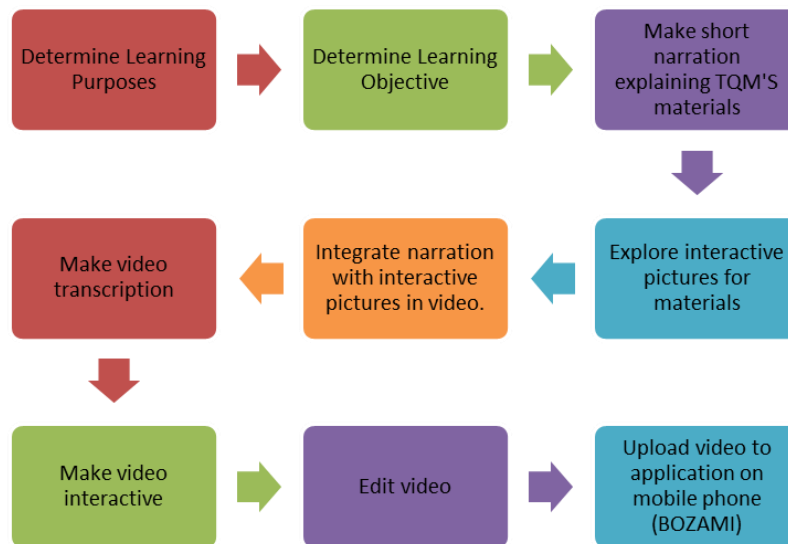 Determine Learning
Purposes
Determine Learning
Objective
Make short
narration
explaining TQM'S
materials
Explore interactive
pictures for
materials
Integrate narration
with interactive
pictures in video.
Make video
transcription
Make video
interactive
Edit video
Upload video to
application on
mobile phone
(BOZAMI)